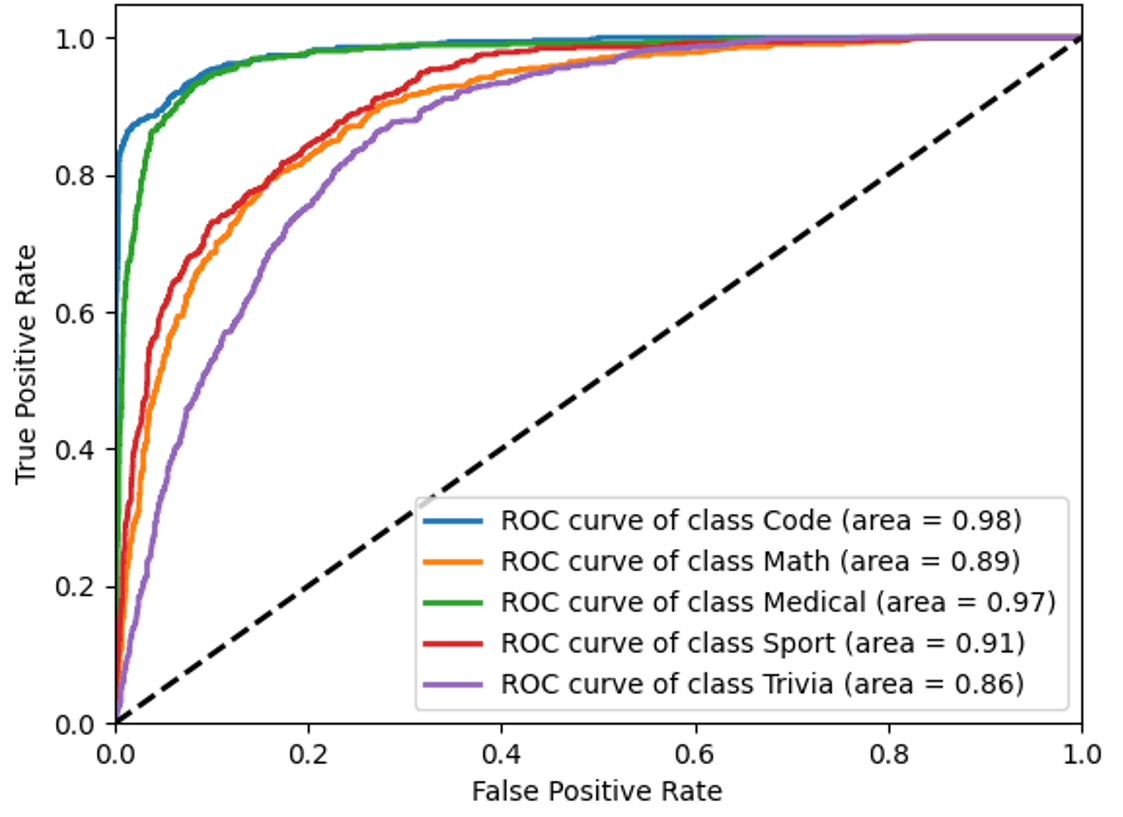 1.0
0.8
0.6
0.4
0.2
0.0
True Positive Rate
ROC curve of class Code (area = 0.98)
ROC curve of class Math (area = 0.89)
ROC curve of class Medical (area = 0.97)
ROC curve of class Sport (area = 0.91)
ROC curve of class Trivia (area = 0.86)
0.0 0.2 0.4 0.6 0.8 1.0
False Positive Rate